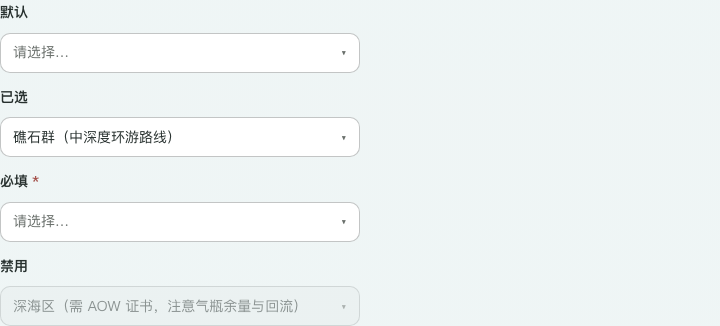 默认
请选择...
已选
礁石群（中深度环游路线）
必填 *
请选择...
禁用
深海区（需 AOW 证书，注意气瓶余量与回流）